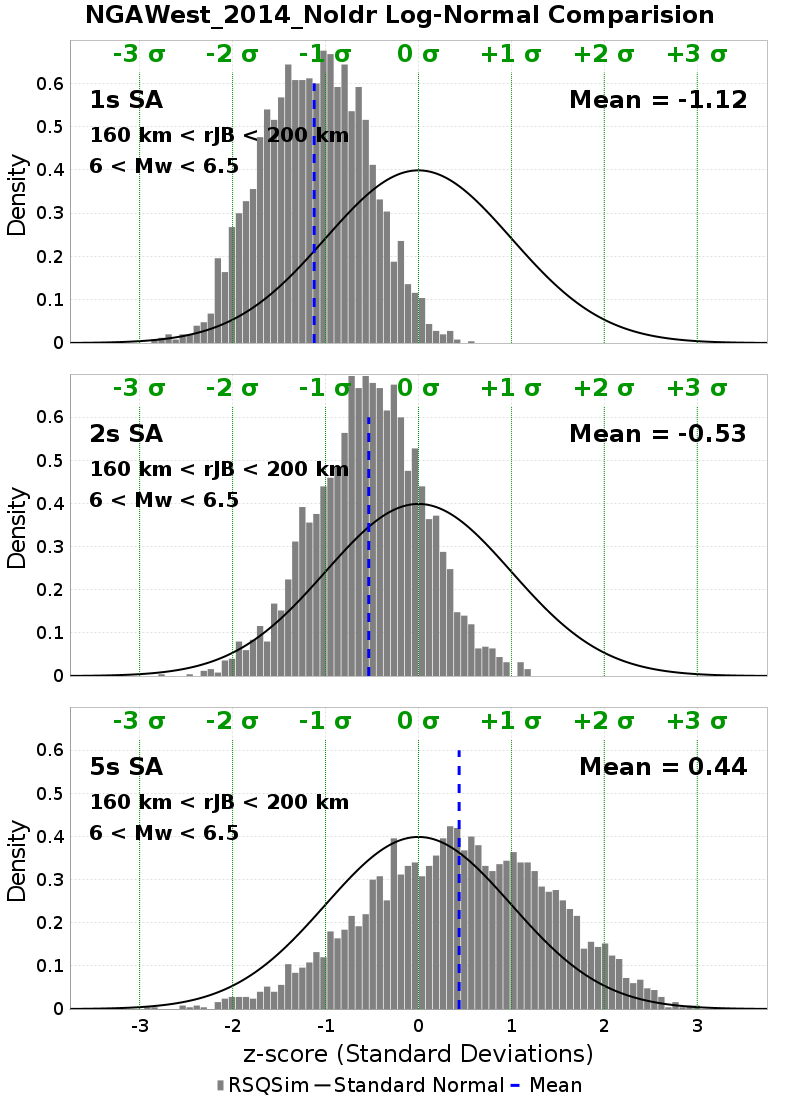 NGAWest_2014_NoIdr Log-Normal Comparision
-3 σ -2 σ -1 σ 0 σ +1 σ +2 σ +3 σ
1s SA Mean = -1.12
160 km < rJB < 200 km
6 < Mw < 6.5
0.6
0.5
0.4
0.3
0.2
0.1
0
Density
-3 σ -2 σ -1 σ 0 σ +1 σ +2 σ +3 σ
2s SA Mean = -0.53
160 km < rJB < 200 km
6 < Mw < 6.5
0.6
0.5
0.4
0.3
0.2
0.1
0
Density
-3 σ -2 σ -1 σ 0 σ +1 σ +2 σ +3 σ
5s SA Mean = 0.44
160 km < rJB < 200 km
6 < Mw < 6.5
0.6
0.5
0.4
0.3
0.2
0.1
0
Density
-3 -2 -1 0 1 2 3
z-score (Standard Deviations)
RSQSim Standard Normal Mean